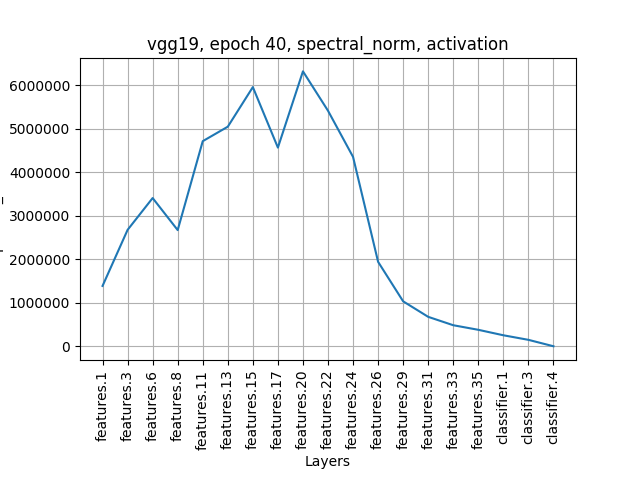 vgg19, epoch 40, spectral_norm, activation
6000000
5000000
4000000
3000000
2000000
1000000
0
features.1
features.3
features.6
features.8
features.11
features.13
features.15
features.17
features.20
features.22
features.24
features.26
features.29
features.31
features.33
features.35
classifier.1
classifier.3
classifier.4
Layers